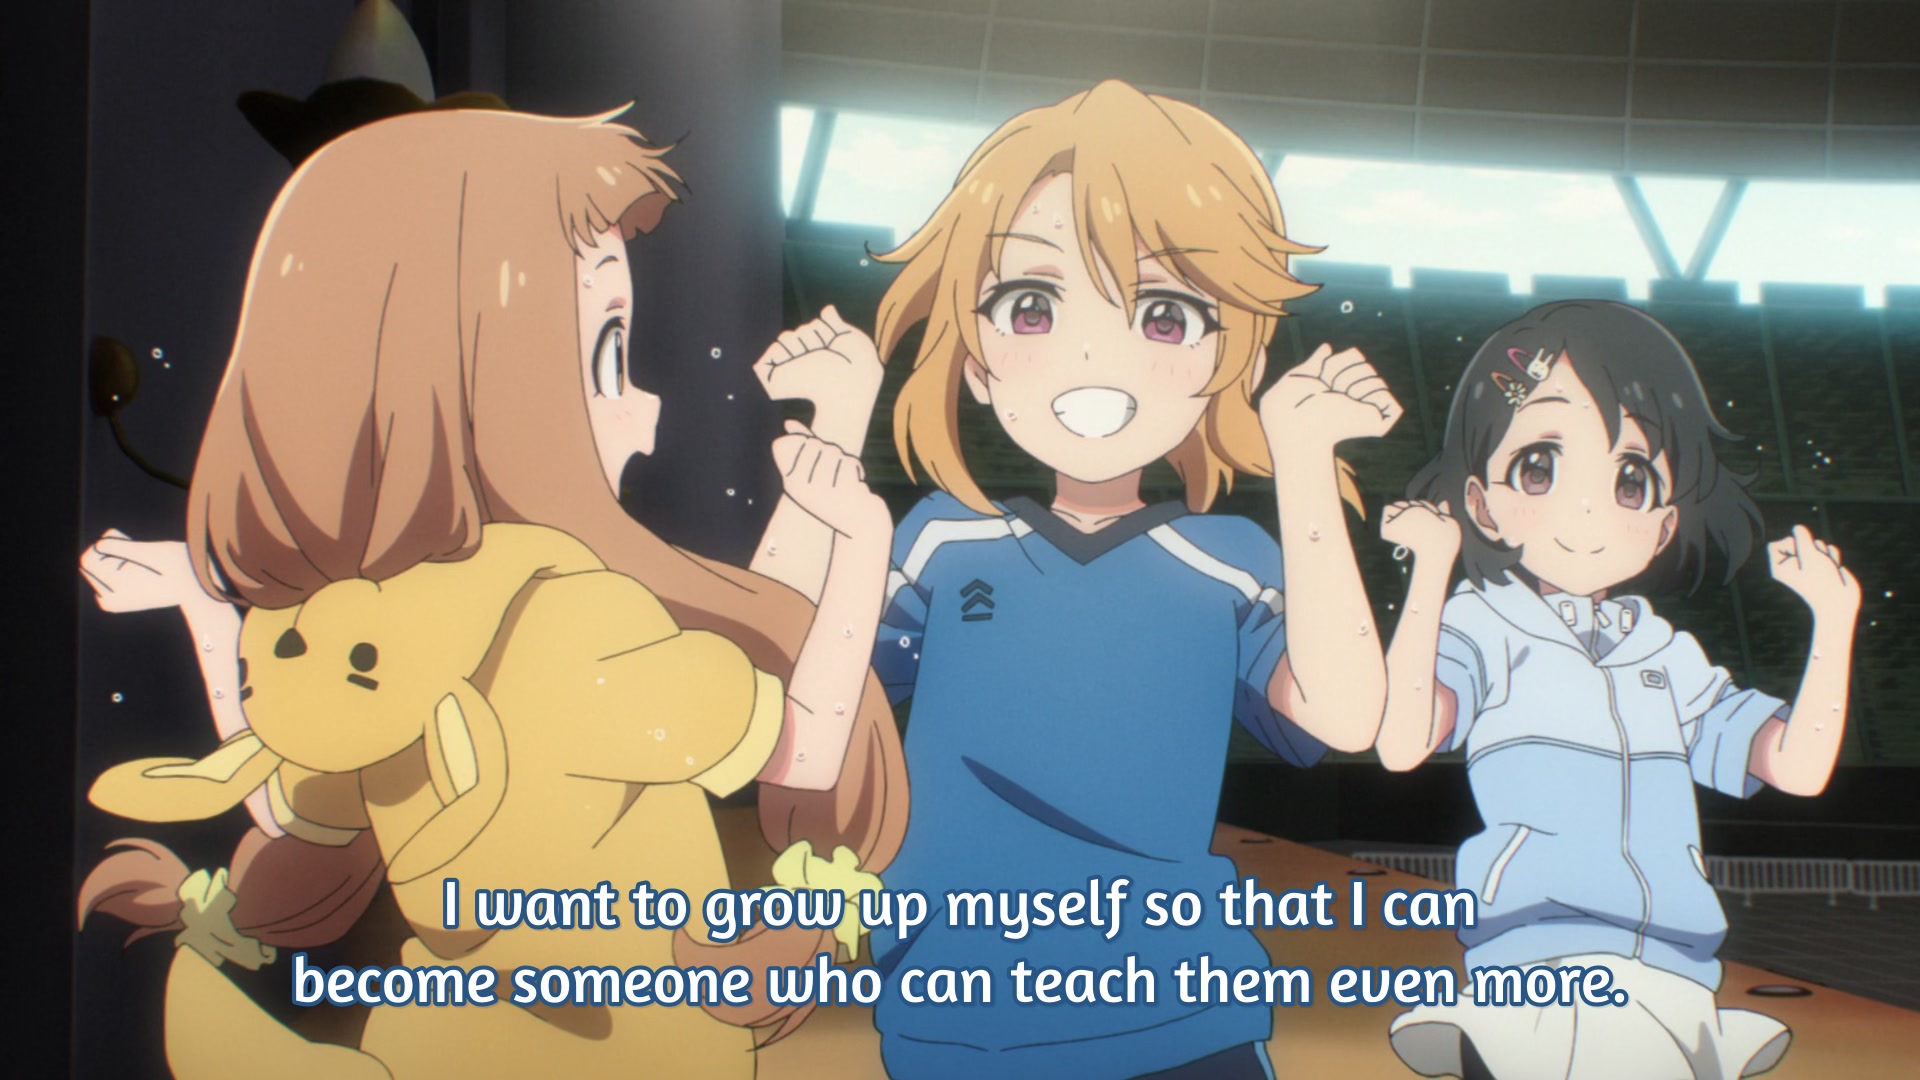 I want to grow up myself so that I can
become someone who can teach them even more.